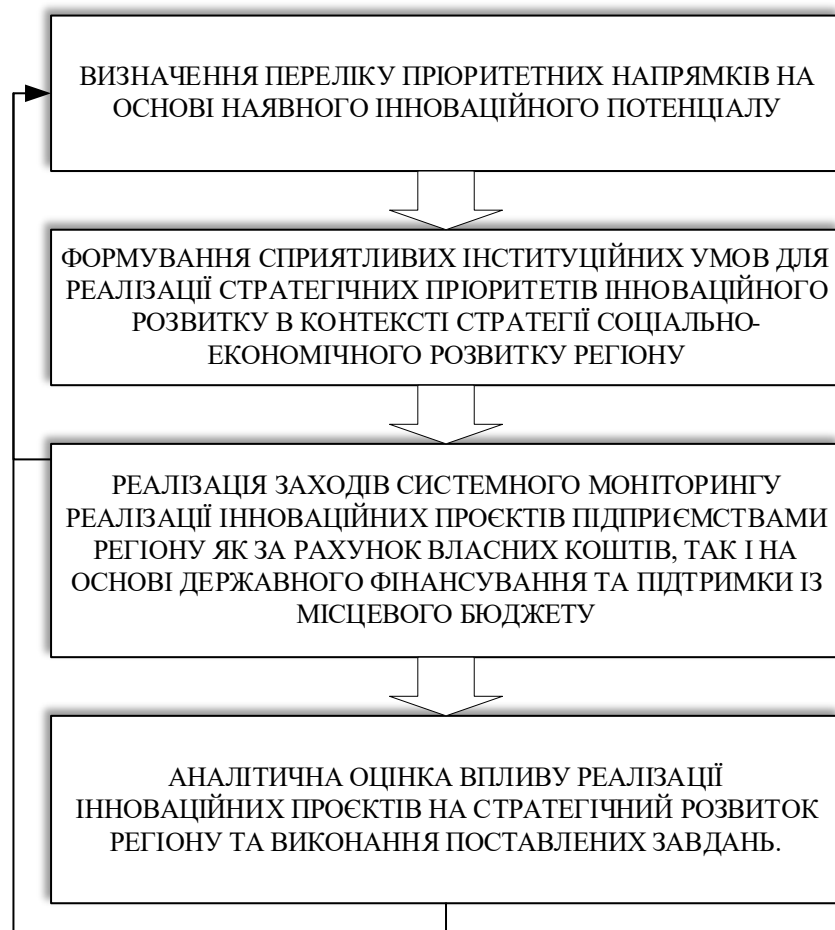 ВИЗНАЧЕННЯ ПЕРЕЛІКУ ПРІОРИТЕТНИХ НАПРЯМКІВ НА
ОСНОВІ НАЯВНОГО ІННОВАЦІЙНОГО ПОТЕНЦІАЛУ
ФОРМУВАННЯ СПРИЯТЛИВИХ ІНСТИТУЦІЙНИХ УМОВ ДЛЯ
РЕАЛІЗАЦІЇ СТРАТЕГІЧНИХ ПРІОРИТЕТІВ ІННОВАЦІЙНОГО
РОЗВИТКУ В КОНТЕКСТІ СТРАТЕГІЇ СОЦІАЛЬНО-
ЕКОНОМІЧНОГО РОЗВИТКУ РЕГІОНУ
РЕАЛІЗАЦІЯ ЗАХОДІВ СИСТЕМНОГО МОНІТОРИНГУ
РЕАЛІЗАЦІЇ ІННОВАЦІЙНИХ ПРОЄКТІВ ПІДПРИЄМСТВАМИ
РЕГІОНУ ЯК ЗА РАХУНОК ВЛАСНИХ КОШТІВ, ТАК І НА
ОСНОВІ ДЕРЖАВНОГО ФІНАНСУВАННЯ ТА ПІДТРИМКИ ІЗ
МІСЦЕВОГО БЮДЖЕТУ
АНАЛІТИЧНА ОЦІНКА ВПЛИВУ РЕАЛІЗАЦІЇ
ІННОВАЦІЙНИХ ПРОЄКТІВ НА СТРАТЕГІЧНИЙ РОЗВИТОК
РЕГІОНУ ТА ВИКОНАННЯ ПОСТАВЛЕНИХ ЗАВДАНЬ.